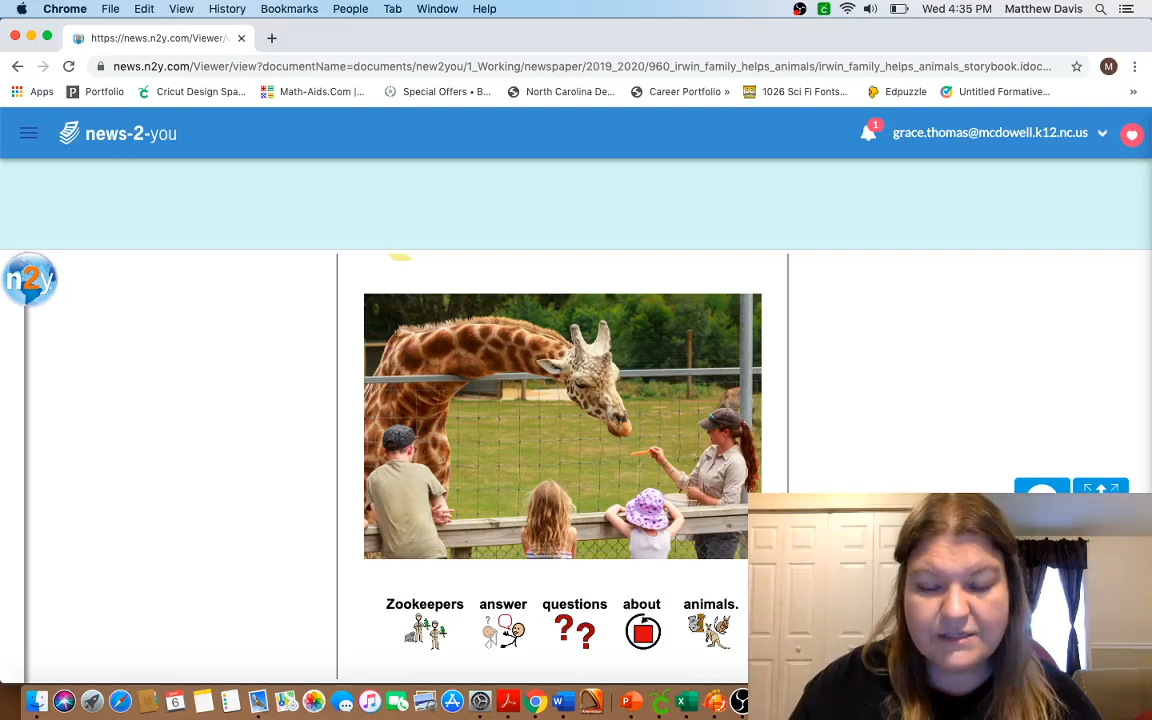 Chrome File Edit View History Bookmarks People Tab Window Help Wed 4:35 PM Matthew Davis
https://news.n2y.com/Viewer/
news.n2y.com/Viewer/view?documentName=documents/new2you/1_Working/newspaper/2019_2020/960_irwin_family_helps_animals/irwin_family_helps_animals_storybook.idoc... M
Apps Portfolio Cricut Design Spa... Math-Aids.Com |... Special Offers • B... North Carolina De... Career Portfolio » 1026 Sci Fi Fonts... Edpuzzle Untitled Formative... »
news-2-you 1 grace.thomas@mcdowell.k12.nc.us
n2y
Zookeepers answer questions about animals.
? ? ?
6